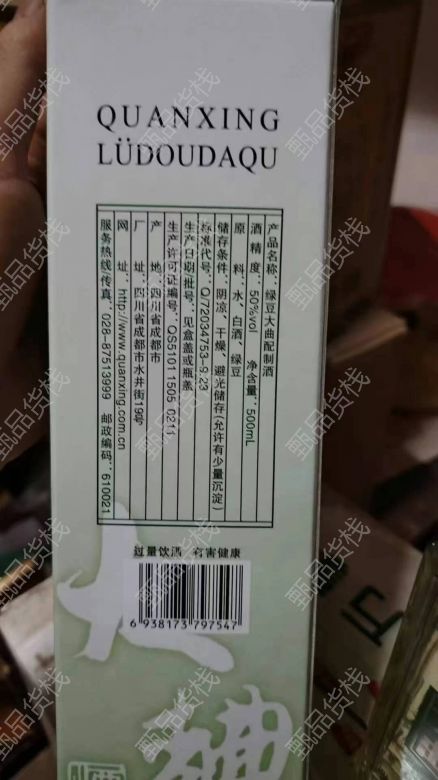 QUANXING
LÜDOUDAQU
产品名称：绿豆大曲配制酒
酒精度：50%vol 净含量：500mL
原料：水、白酒、绿豆
储存条件：阴凉、干燥、避光储存(允许有少量沉淀)
标准代号：Q/72034753-9.23
生产日期批号：见盒盖或瓶盖
生产许可证编号：QS5101 1505 0211
产地：四川省成都市
厂址：四川省成都市水井街19号
网址：http://www.quanxing.com.cn
服务热线/传真：028-87513999 邮政编码：610021
过量饮酒 有害健康
6 938173 797547
甄品货栈